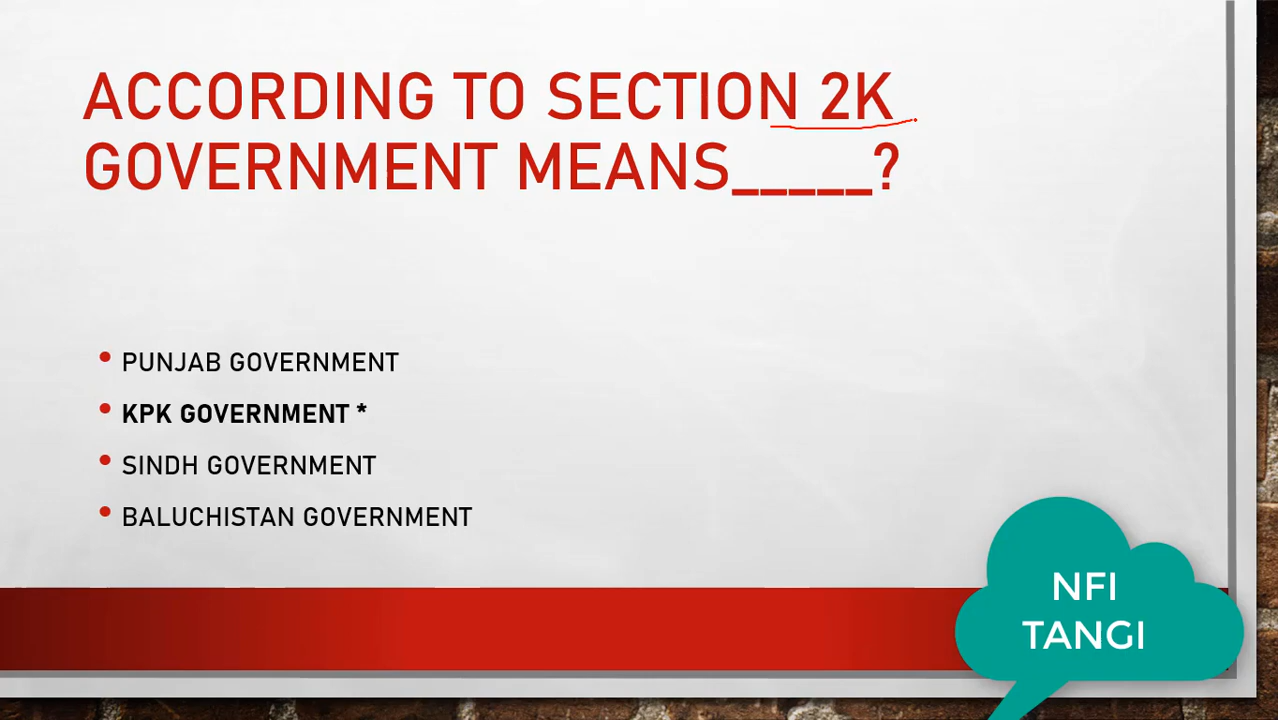 ACCORDING TO SECTION 2K
GOVERNMENT MEANS_____?
• PUNJAB GOVERNMENT
• KPK GOVERNMENT *
• SINDH GOVERNMENT
• BALUCHISTAN GOVERNMENT
NFI
TANGI